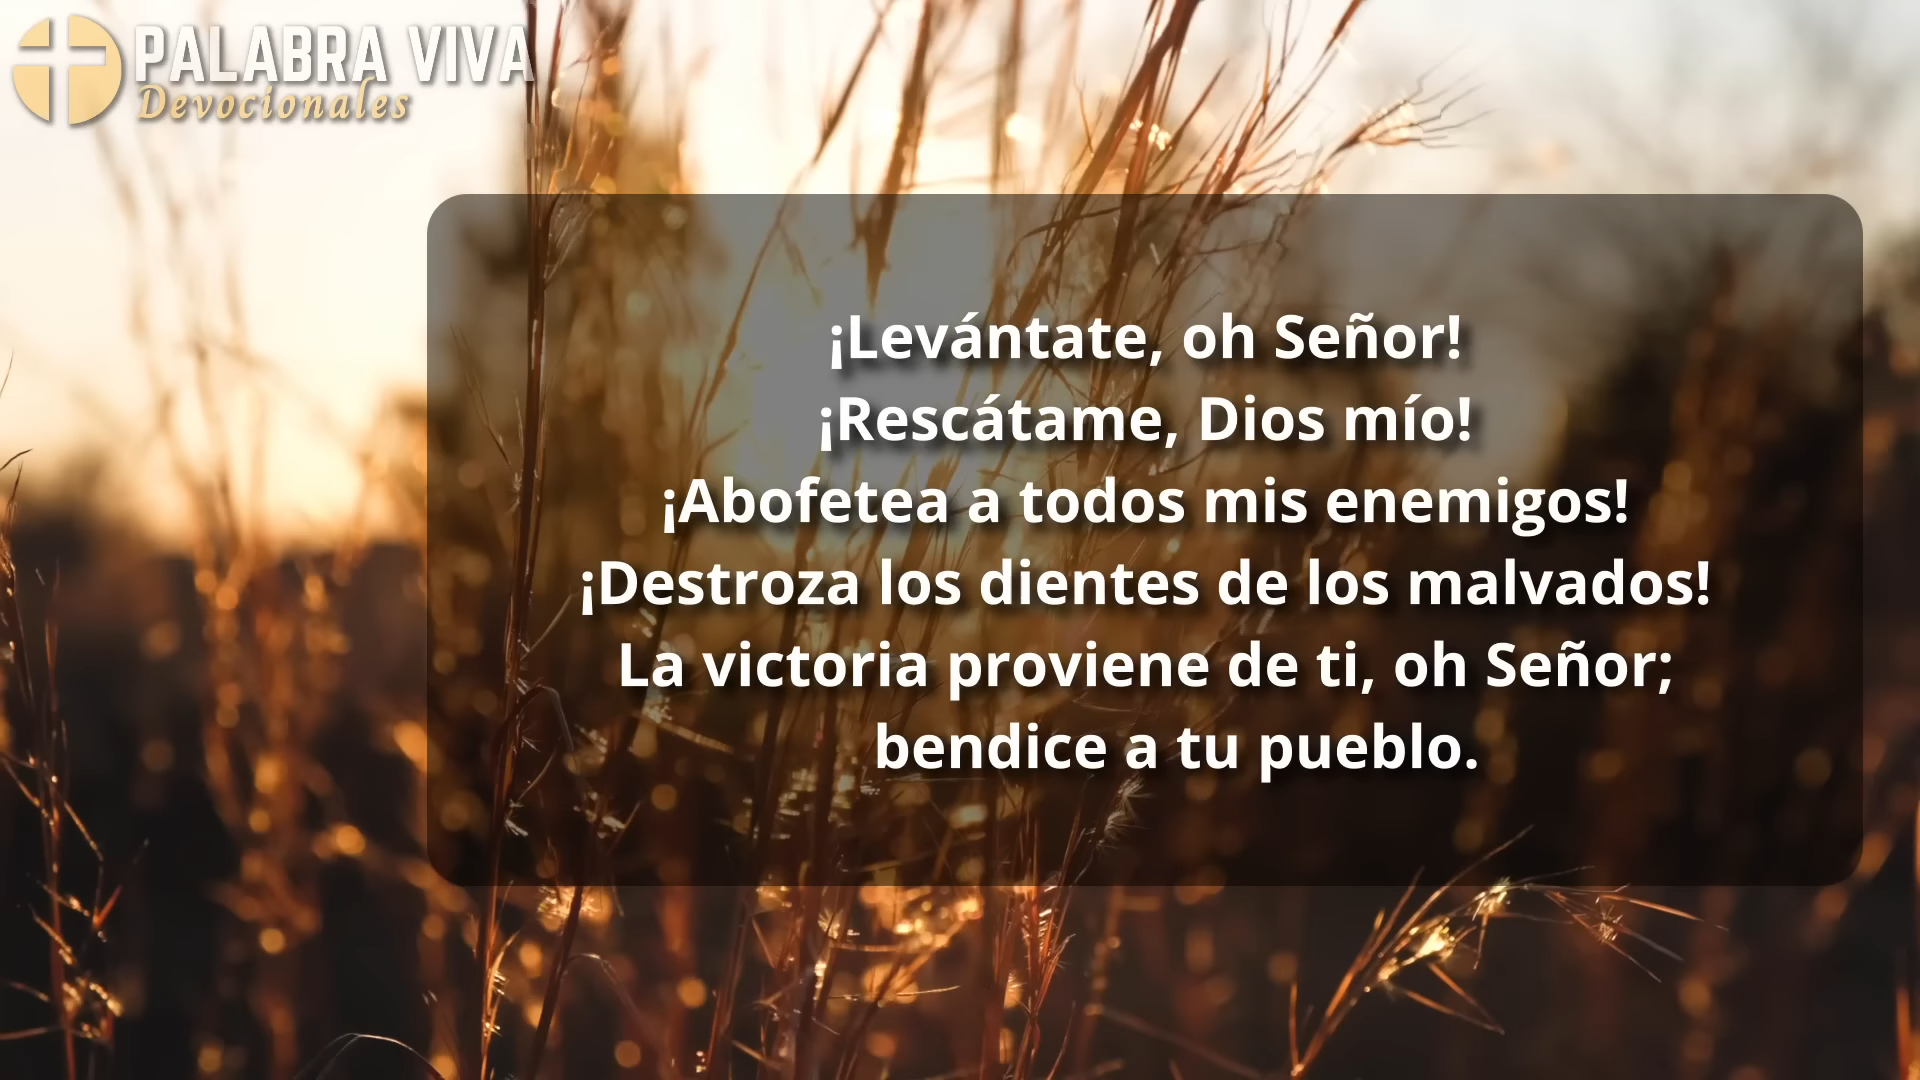 PALABRA VIVA
Devocionales
¡Levántate, oh Señor!
¡Rescátame, Dios mío!
¡Abofetea a todos mis enemigos!
¡Destroza los dientes de los malvados!
La victoria proviene de ti, oh Señor;
bendice a tu pueblo.